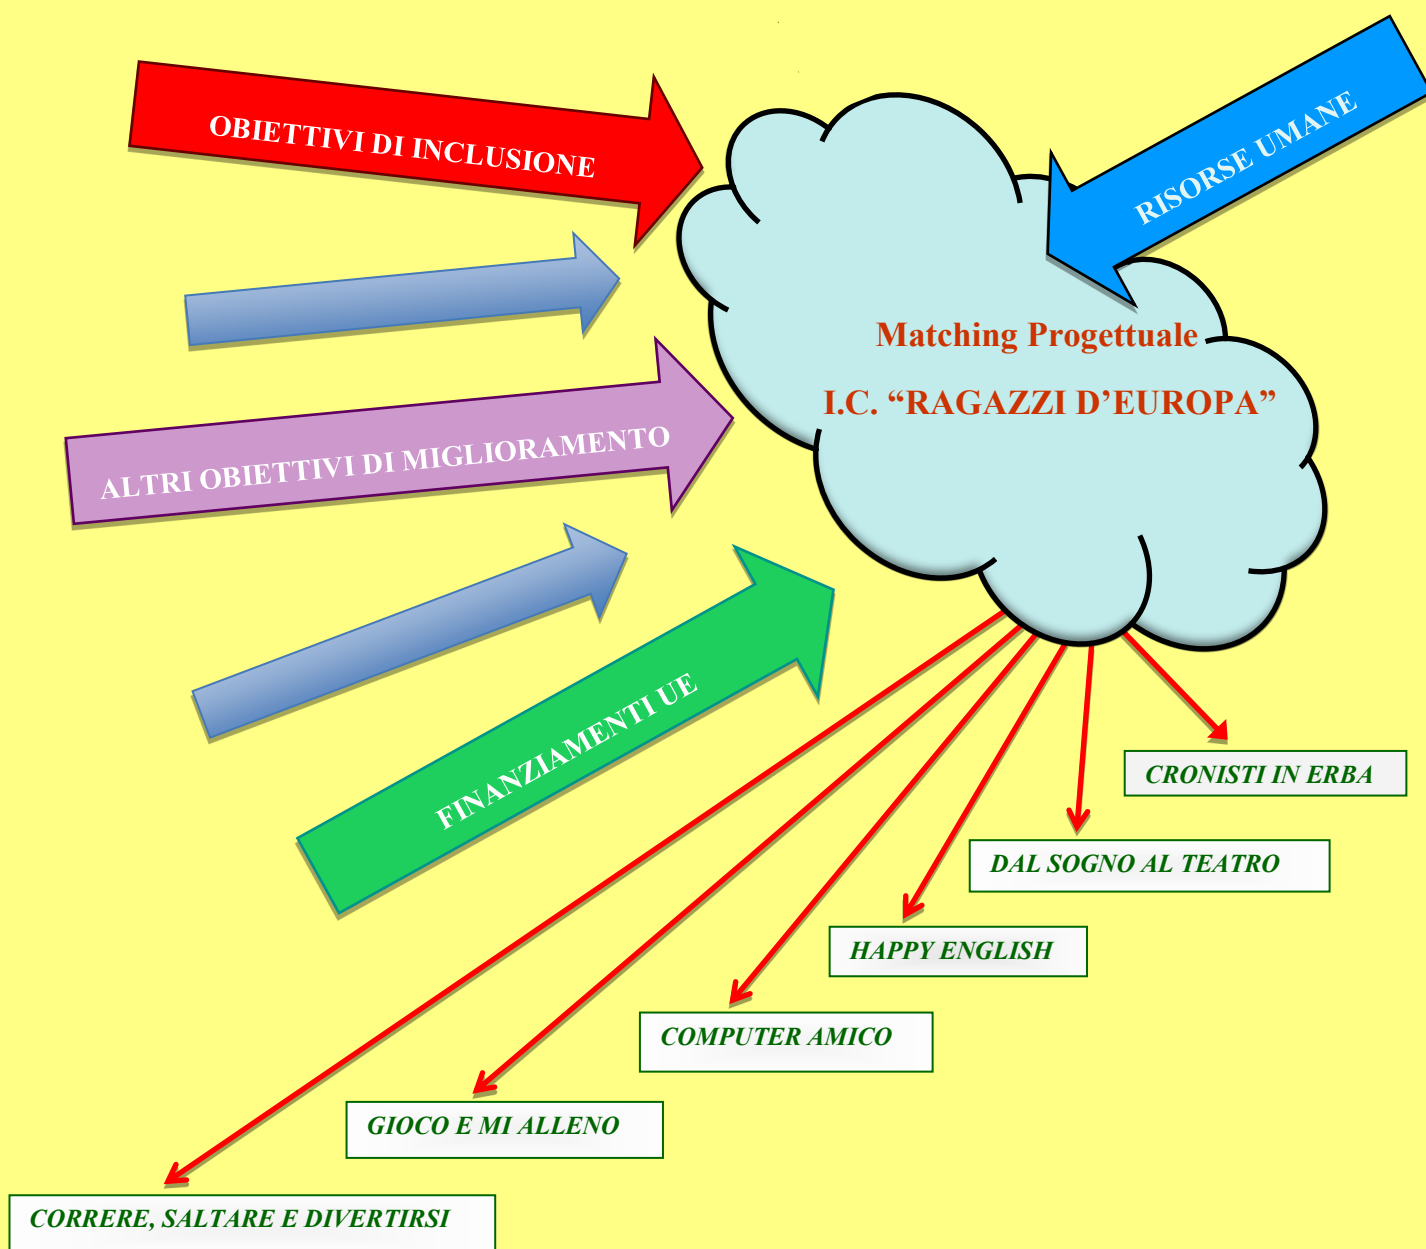 OBIETTIVI DI INCLUSIONE
RISORSE UMANE
Matching Progettuale
I.C. “RAGAZZI D’EUROPA”
ALTRI OBIETTIVI DI MIGLIORAMENTO
FINANZIAMENTI UE
CRONISTI IN ERBA
DAL SOGNO AL TEATRO
HAPPY ENGLISH
COMPUTER AMICO
GIOCO E MI ALLENO
CORRERE, SALTARE E DIVERTIRSI